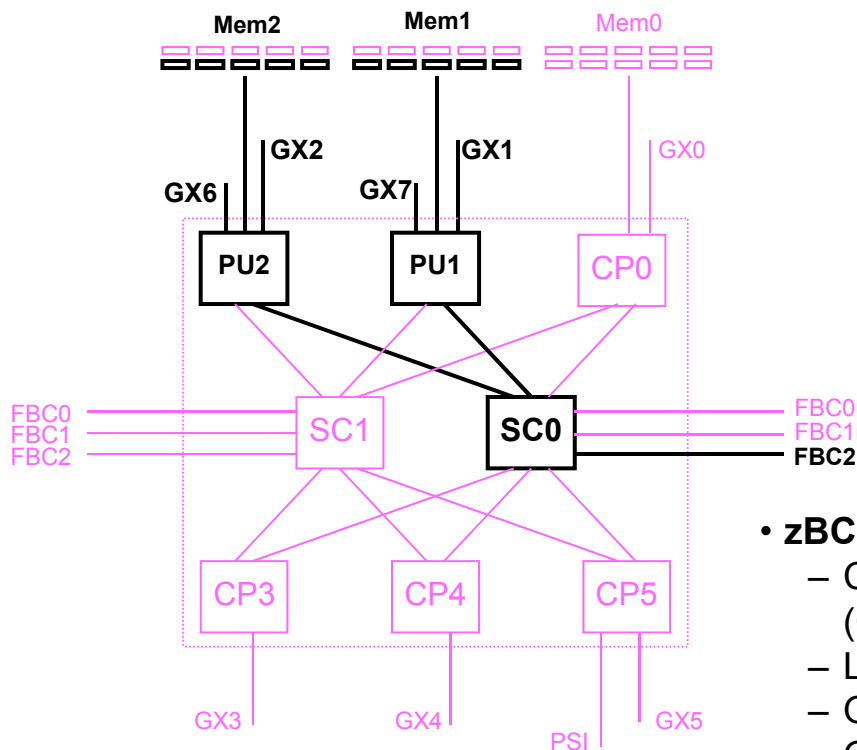 Mem2 Mem1 Mem0
GX2 GX1 GX0
GX6 GX7
PU2 PU1 CP0
FBC0 SC1 SC0 FBC0
FBC1 FBC1
FBC2 FBC2
• zBC
– C
(
– L
CP3 CP4 CP5
– C
GX3 GX4 GX5
PSI